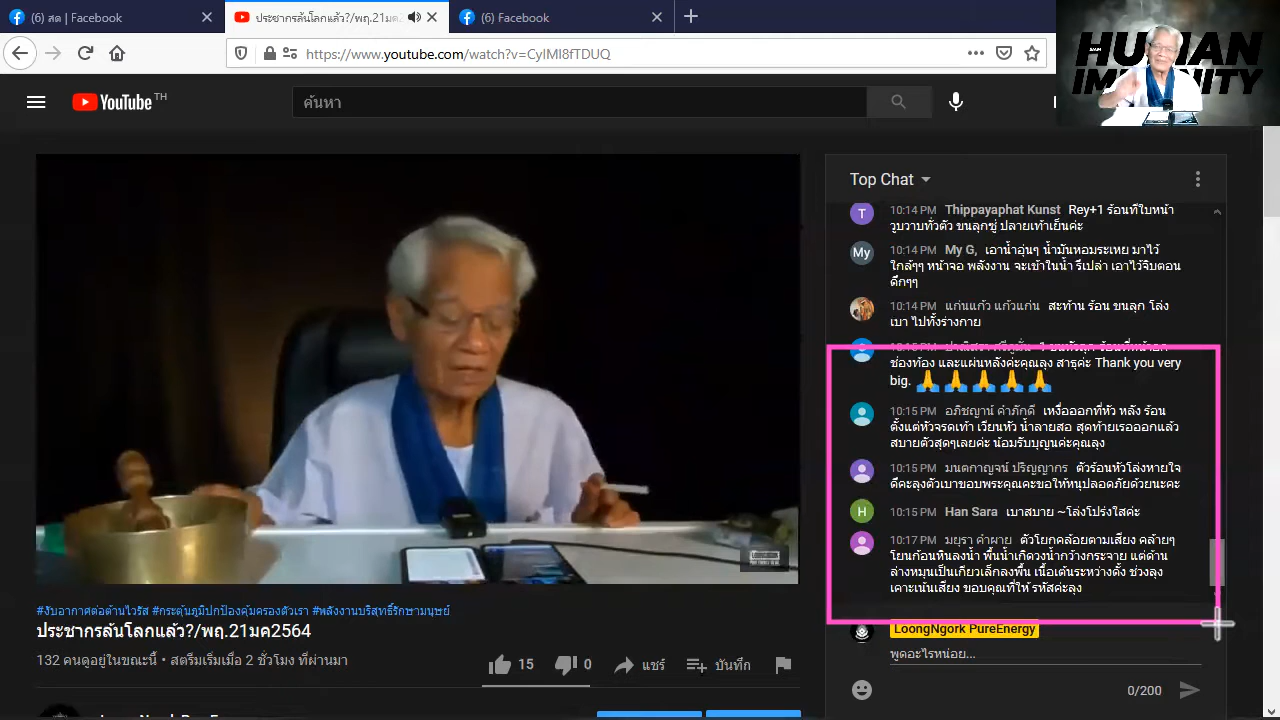 (6) สด | Facebook
ประชากรล้นโลกแล้ว?/พฤ.21มค2
(6) Facebook
https://www.youtube.com/watch?v=CyIMl8fTDUQ
HUMAN
IMMUNITY
YouTube TH
ค้นหา
Top Chat
T 10:14 PM Thippayaphat Kunst Rey+1 ร้อนที่ใบหน้า
วูบวาบทั่วตัว ขนลุกซู่ ปลายเท้าเย็นค่ะ
My 10:14 PM My G, เอาน้ำอุ่นๆ น้ำมันหอมระเหย มาไว้
ใกล้ๆๆ หน้าจอ พลังงาน จะเข้าในน้ำ รึเปล่า เอาไว้จิบตอน
ดึกๆๆ
10:14 PM แก่นแก้ว แก้วแก่น สะท้าน ร้อน ขนลุก โล่ง
เบา ไปทั้งร่างกาย
10:15 PM
ช่องท้อง และแผ่นหลังค่ะคุณลุง สาธุค่ะ Thank you very
big. 🙏🙏🙏🙏🙏
10:15 PM อภิชญาน์ คำภักดี เหงื่อออกที่หัว หลัง ร้อน
ตั้งแต่หัวจรดเท้า เวียนหัว น้ำลายสอ สุดท้ายเรอออกแล้ว
สบายตัวสุดๆเลยค่ะ น้อมรับบุญค่ะคุณลุง
10:15 PM มนตกาญจน์ ปริญญากร ตัวร้อนหัวโล่งหายใจ
ดีคะลุงตัวเบาขอบพระคุณคะขอให้หนุปลอดภัยด้วยนะคะ
H 10:15 PM Han Sara เบาสบาย ~โล่งโปร่งใสค่ะ
10:17 PM มยุรา คำผาย ตัวโยกคล้อยตามเสียง คล้ายๆ
โยนก้อนหินลงน้ำ พื้นน้ำเกิดวงน้ำกว้างกระจาย แต่ด้าน
ล่างหมุนเป็นเกียวเล็กลงพื้น เนื้อเต้นระหว่างคิ้ว ช่วงลุง
เคาะเน้นเสียง ขอบคุณที่ให้ รหัสค่ะลุง
LoongNgork PureEnergy
พูดอะไรหน่อย...
0/200
#งับอากาศต่อต้านไวรัส #กระตุ้นภูมิปกป้องคุ้มครองตัวเรา #พลังงานบริสุทธิ์รักษามนุษย์
ประชากรล้นโลกแล้ว?/พฤ.21มค2564
132 คนดูอยู่ในขณะนี้ • สตรีมเริ่มเมื่อ 2 ชั่วโมง ที่ผ่านมา
15
0
แชร์
บันทึก